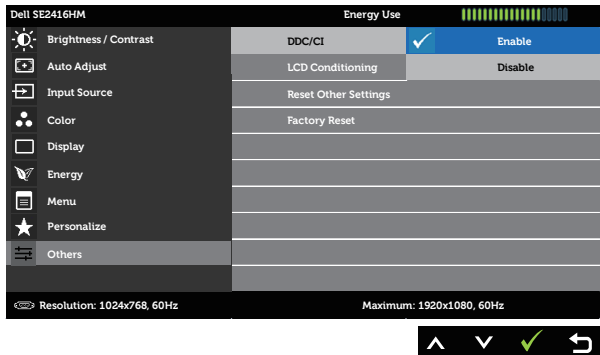 Dell SE2416HM Energy Use
Brightness / Contrast
Auto Adjust
Input Source
Color
Display
Energy
Menu
Personalize
Others
DDC/CI Enable
LCD Conditioning Disable
Reset Other Settings
Factory Reset
Resolution: 1024x768, 60Hz Maximum: 1920x1080, 60Hz